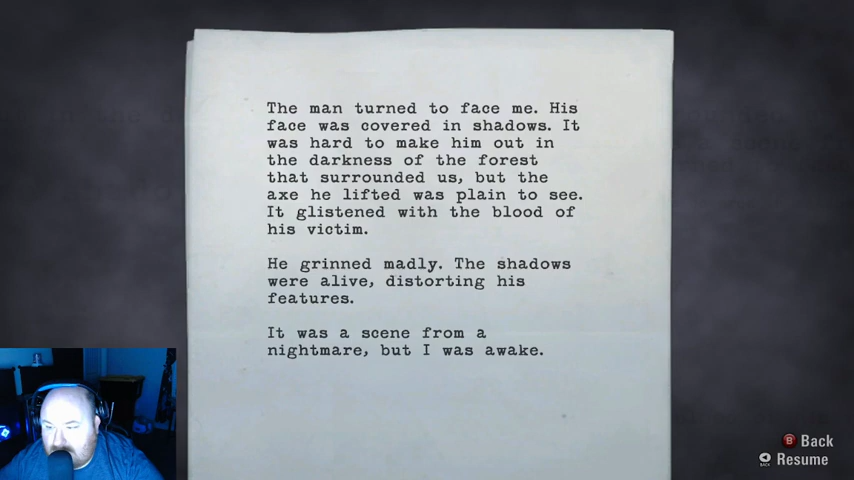 The man turned to face me. His
face was covered in shadows. It
was hard to make him out in
the darkness of the forest
that surrounded us, but the
axe he lifted was plain to see.
It glistened with the blood of
his victim.
He grinned madly. The shadows
were alive, distorting his
features.
It was a scene from a
nightmare, but I was awake.
B Back
BACK Resume